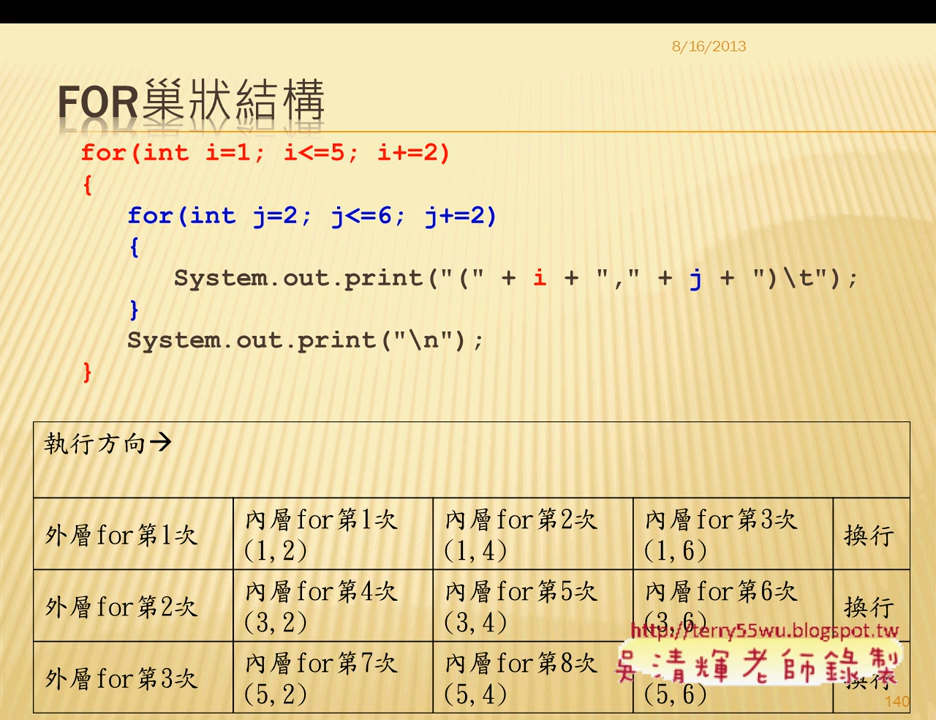 8/16/2013
FOR巢狀結構
for(int i=1; i<=5; i+=2)
{
for(int j=2; j<=6; j+=2)
{
System.out.print("(" + i + "," + j + ")\t");
}
System.out.print("\n");
}
執行方向→
外層for第1次 內層for第1次 內層for第2次 內層for第3次 換行
(1,2) (1,4) (1,6)
外層for第2次 內層for第4次 內層for第5次 內層for第6次 換行
(3,2) (3,4) (3,6)
http://terry55wu.blogspot.tw
吳清輝老師錄製
外層for第3次 內層for第7次 內層for第8次 換行
(5,2) (5,4) (5,6)
140